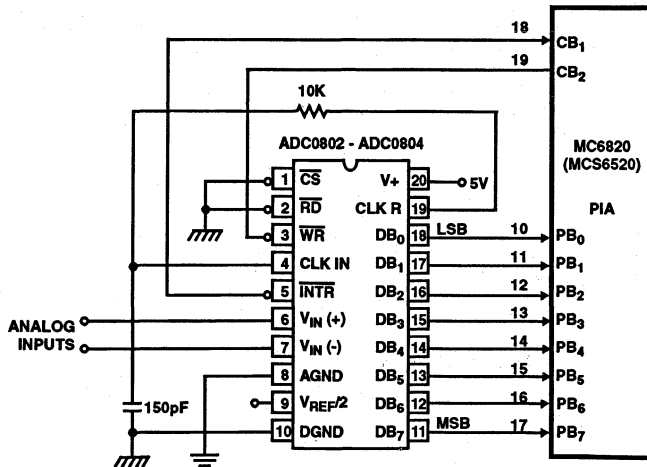 18
CB1
19
CB2
10K
ADC0802 - ADC0804
MC6820
(MCS6520)
PIA
1 CS V+ 20 5V
2 RD CLK R 19
3 WR DB0 18 LSB 10 PB0
4 CLK IN DB1 17 11 PB1
5 INTR DB2 16 12 PB2
ANALOG
INPUTS
6 VIN (+) DB3 15 13 PB3
7 VIN (-) DB4 14 14 PB4
8 AGND DB5 13 15 PB5
150pF
9 VREF/2 DB6 12 16 PB6
10 DGND DB7 11 MSB 17 PB7